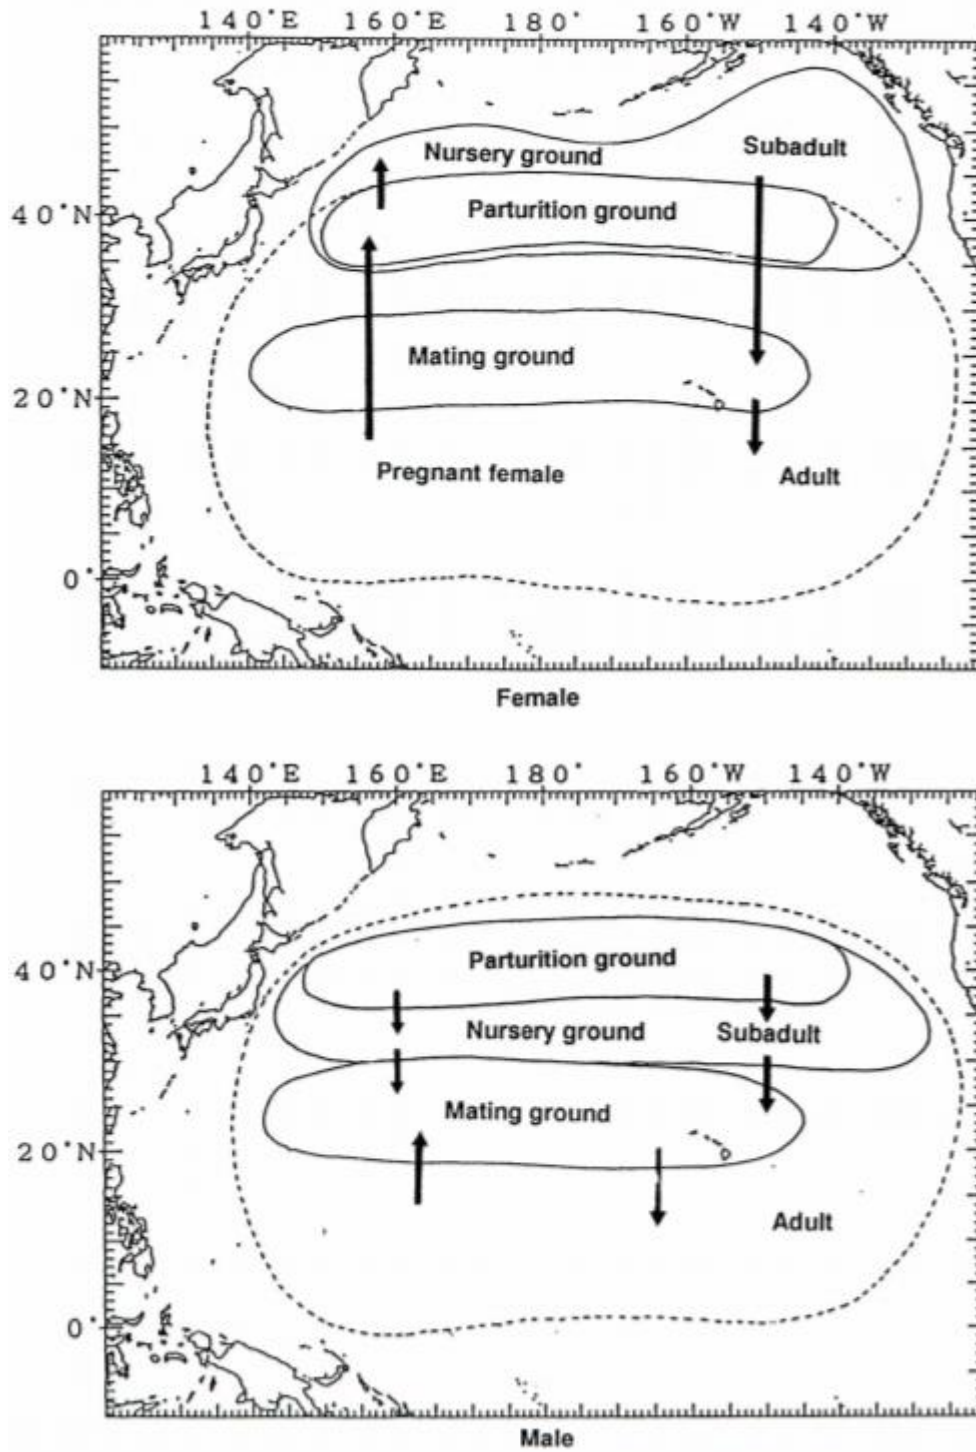 140°E 160°E 180° 160°W 140°W
Nursery ground Subadult
40°N Parturition ground
Mating ground
20°N
Pregnant female Adult
0°
Female
140°E 160°E 180° 160°W 140°W
40°N Parturition ground
Nursery ground Subadult
Mating ground
20°N
Adult
0°
Male